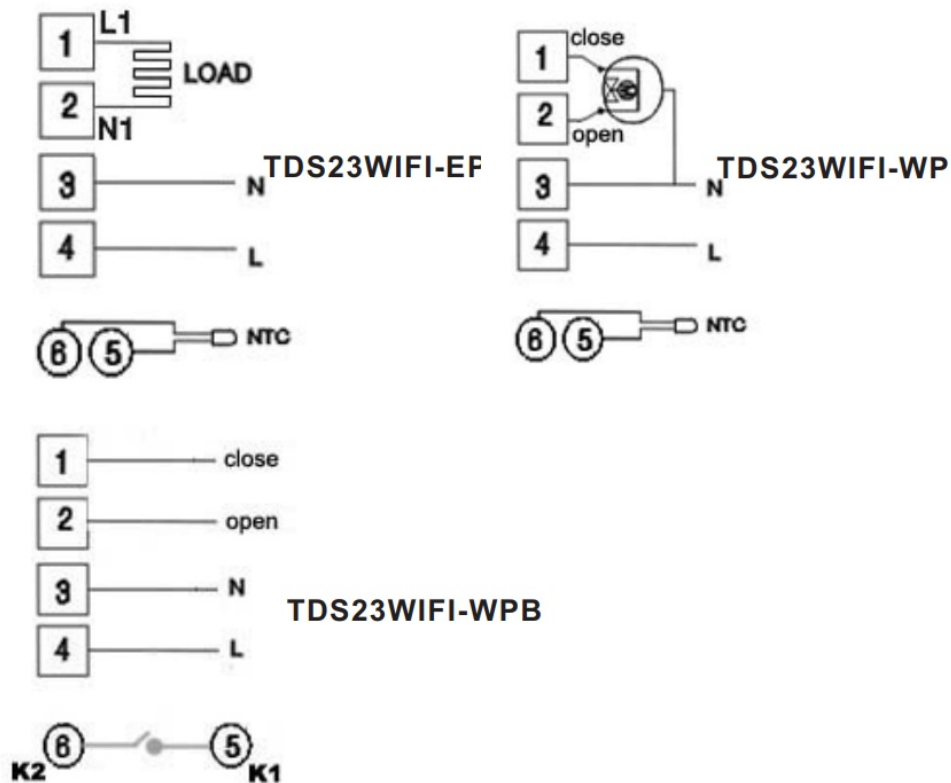 1 L1
LOAD
2 N1
3 N
4 L
TDS23WIFI-EP
6 5 NTC
1 close
2 open
3 N
4 L
TDS23WIFI-WP
6 5 NTC
1 close
2 open
3 N
4 L
TDS23WIFI-WPB
K2 6 5 K1